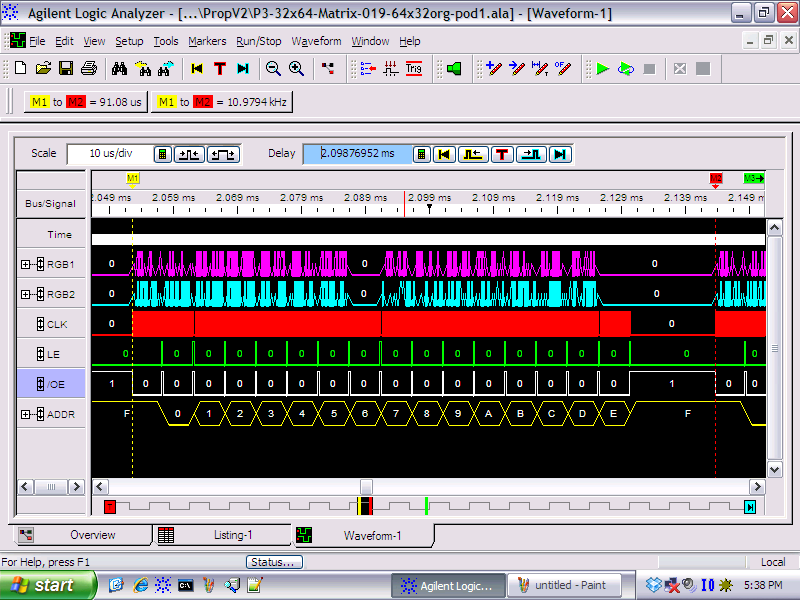 Agilent Logic Analyzer - [...\PropV2\P3-32x64-Matrix-019-64x32org-pod1.ala] - [Waveform-1]
File Edit View Setup Tools Markers Run/Stop Waveform Window Help
T Trig
M1 to M2 = 91.08 us M1 to M2 = 10.9794 kHz
Scale 10 us/div Delay 2.09876952 ms T
M1 M2 M3
Bus/Signal 2.049 ms 2.059 ms 2.069 ms 2.079 ms 2.089 ms 2.099 ms 2.109 ms 2.119 ms 2.129 ms 2.139 ms 2.149 m
Time
RGB1 0 0 0
RGB2 0 0 0
CLK 0 0
LE 0 0 0 0 0 0 0 0 0 0 0 0 0 0 0 0 0 0
/OE 1 0 0 0 0 0 0 0 0 0 0 0 0 0 0 0 0 1 0 0
ADDR F 0 1 2 3 4 5 6 7 8 9 A B C D E F
Overview Listing-1 Waveform-1
For Help, press F1 Status... Local
start Agilent Logic... untitled - Paint 5:38 PM